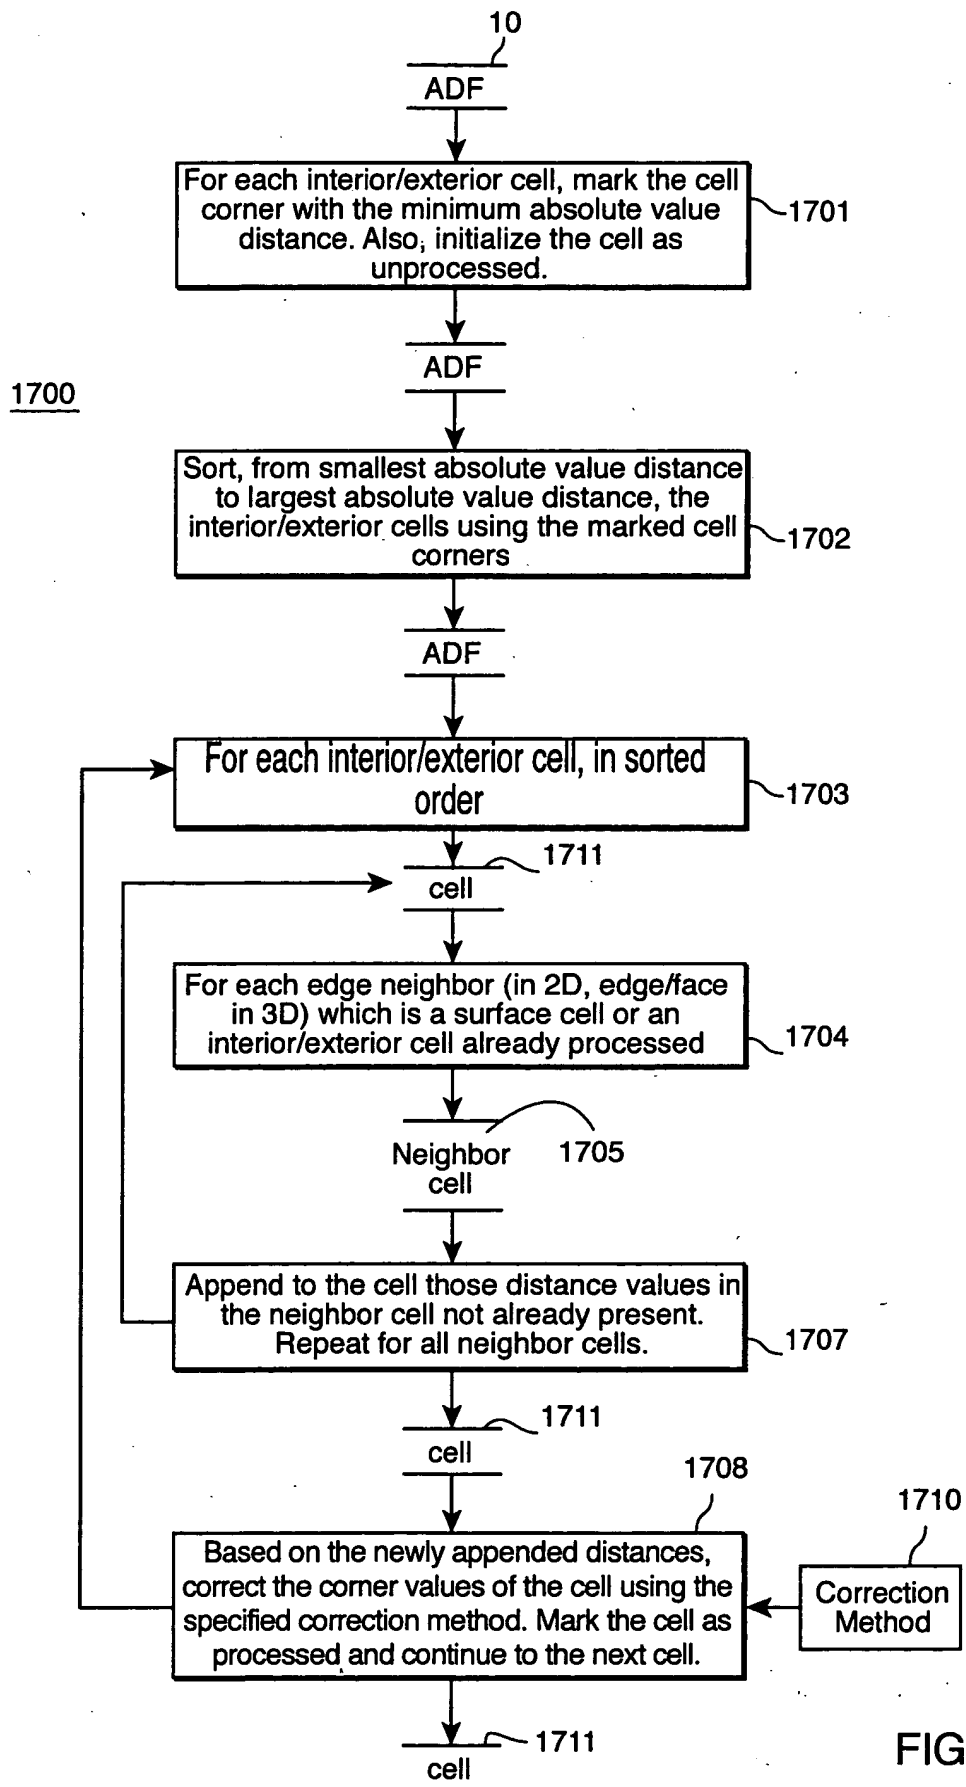 10
ADF
For each interior/exterior cell, mark the cell
corner with the minimum absolute value
distance. Also, initialize the cell as
unprocessed.
1701
ADF
1700
Sort, from smallest absolute value distance
to largest absolute value distance, the
interior/exterior cells using the marked cell
corners
1702
ADF
For each interior/exterior cell, in sorted
order
1703
1711
cell
For each edge neighbor (in 2D, edge/face
in 3D) which is a surface cell or an
interior/exterior cell already processed
1704
Neighbor
cell
1705
Append to the cell those distance values in
the neighbor cell not already present.
Repeat for all neighbor cells.
1707
1711
cell
1708
1710
Based on the newly appended distances,
correct the corner values of the cell using the
specified correction method. Mark the cell as
processed and continue to the next cell.
Correction
Method
1711
cell
FIG